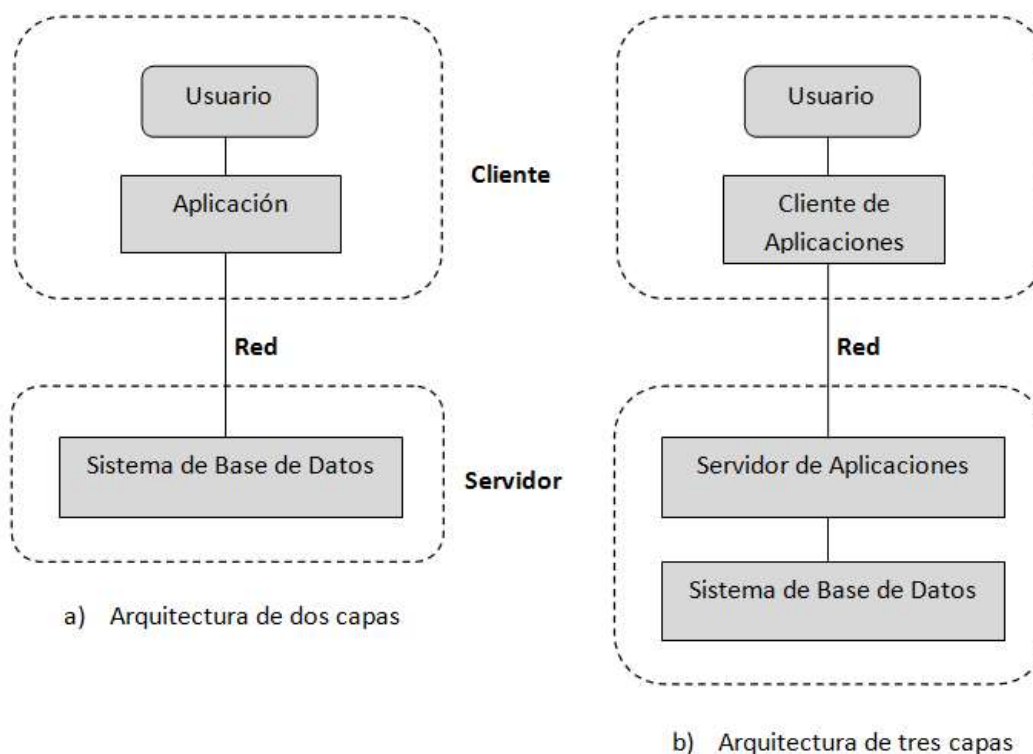 Usuario
Aplicación
Cliente
Red
Sistema de Base de Datos
Servidor
a) Arquitectura de dos capas
Usuario
Cliente de
Aplicaciones
Red
Servidor de Aplicaciones
Sistema de Base de Datos
b) Arquitectura de tres capas